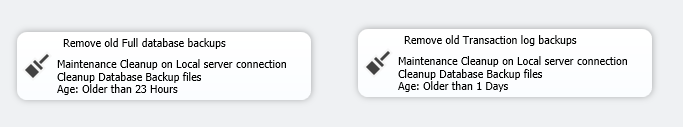 Remove old Full database backups
Maintenance Cleanup on Local server connection
Cleanup Database Backup files
Age: Older than 23 Hours
Remove old Transaction log backups
Maintenance Cleanup on Local server connection
Cleanup Database Backup files
Age: Older than 1 Days